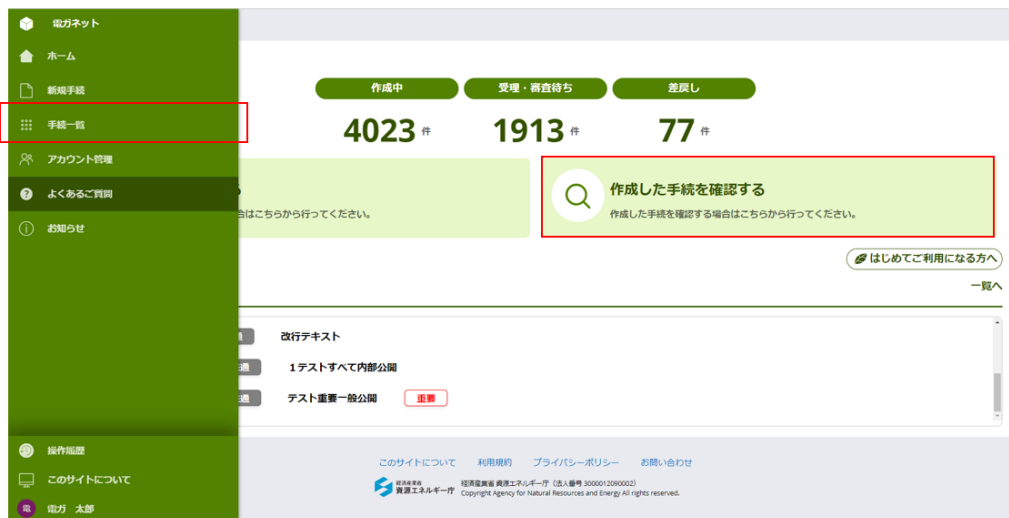 電ガネット
ホーム
新規手続
手続一覧
アカウント管理
よくあるご質問
お知らせ
作成中
受理・審査待ち
差戻し
4023 件
1913 件
77 件
合はこちらから行ってください。
作成した手続を確認する
作成した手続を確認する場合はこちらから行ってください。
はじめてご利用になる方へ
一覧へ
改行テキスト
通
1テストすべて内部公開
通
テスト重要一般公開
重要
操作履歴
このサイトについて
電
電ガ 太郎
このサイトについて
利用規約
プライバシーポリシー
お問い合わせ
経済産業省
資源エネルギー庁
経済産業省 資源エネルギー庁（法人番号 3000012090002）
Copyright Agency for Natural Resources and Energy All rights reserved.